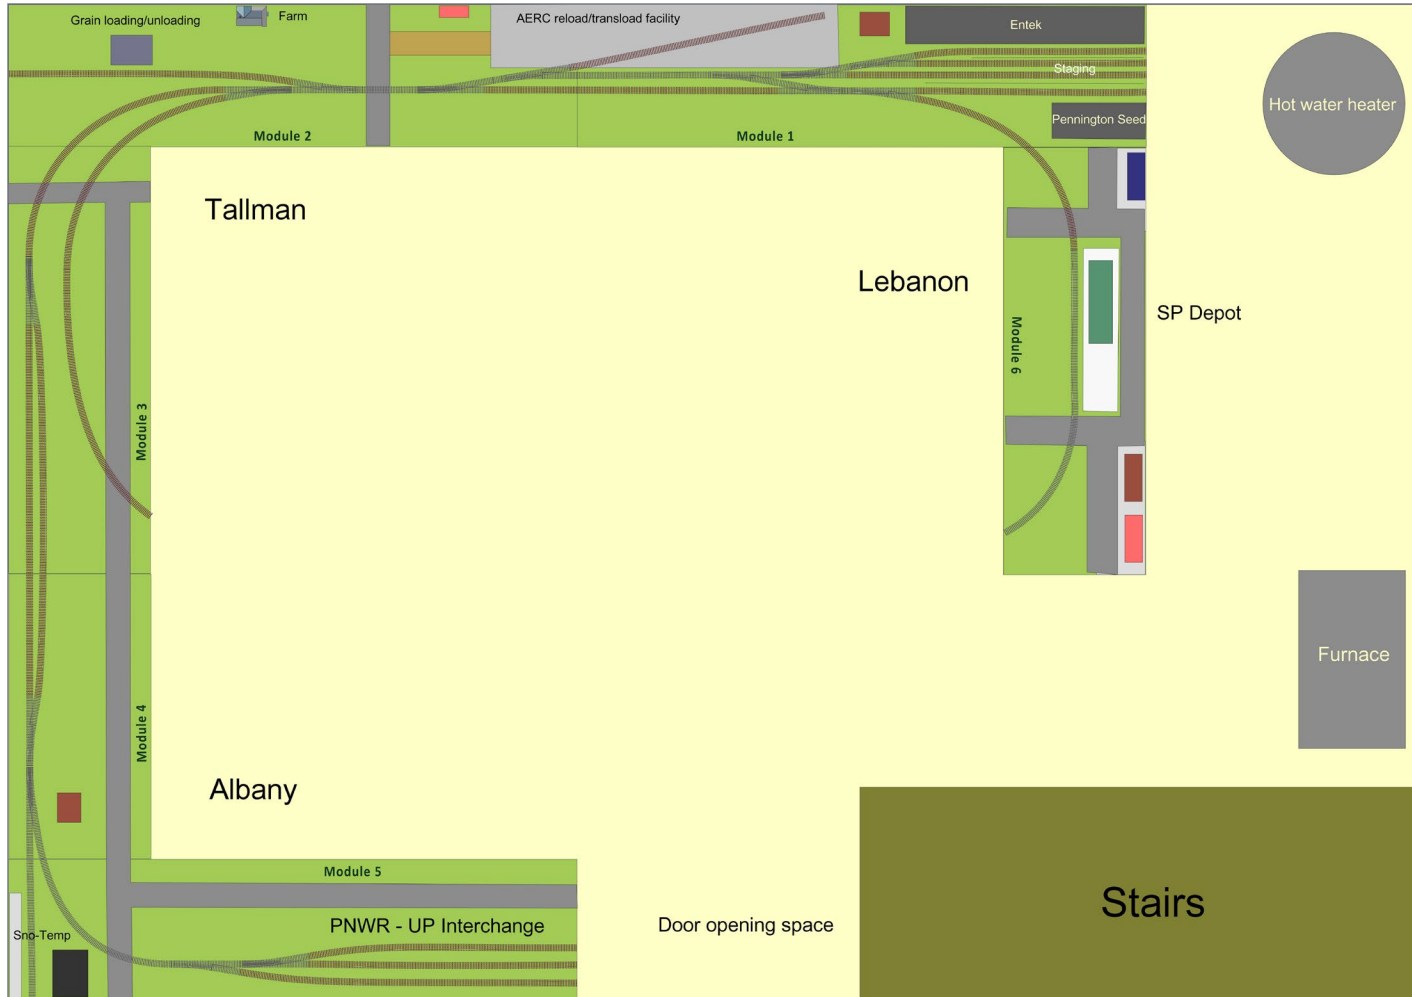 Grain loading/unloading
Farm
AERC reload/transload facility
Entek
Staging
Hot water heater
Pennington Seed
Module 2
Module 1
Tallman
Lebanon
SP Depot
Module 6
Module 3
Furnace
Module 4
Albany
Module 5
Stairs
PNWR - UP Interchange
Door opening space
Sno-Temp